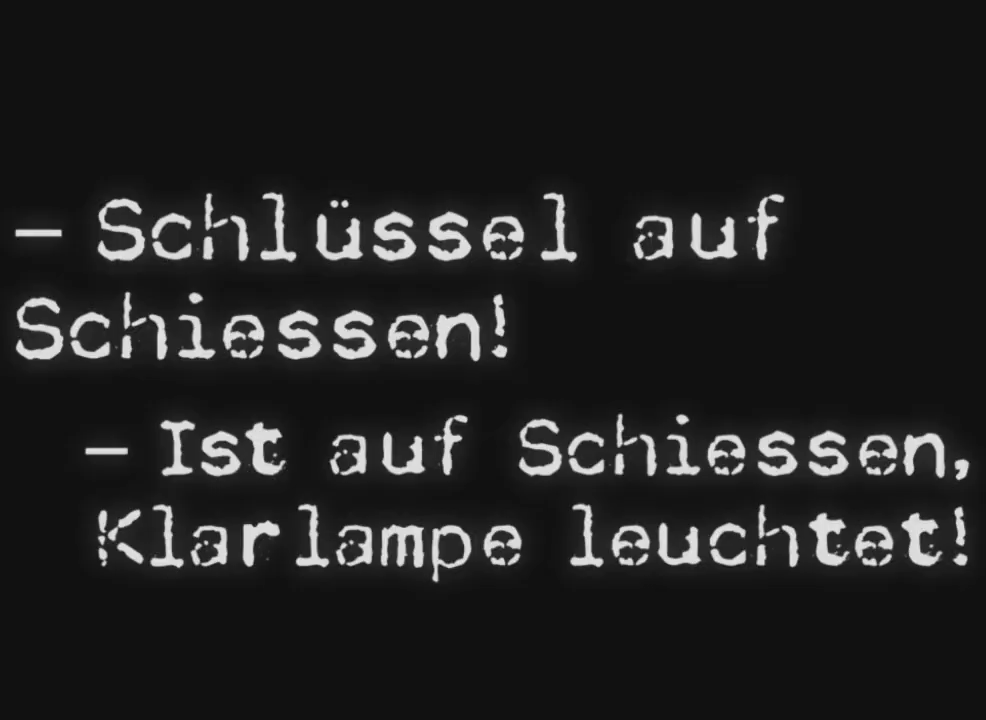 – Schlüssel auf
Schiessen!
– Ist auf Schiessen,
Klarlampe leuchtet!